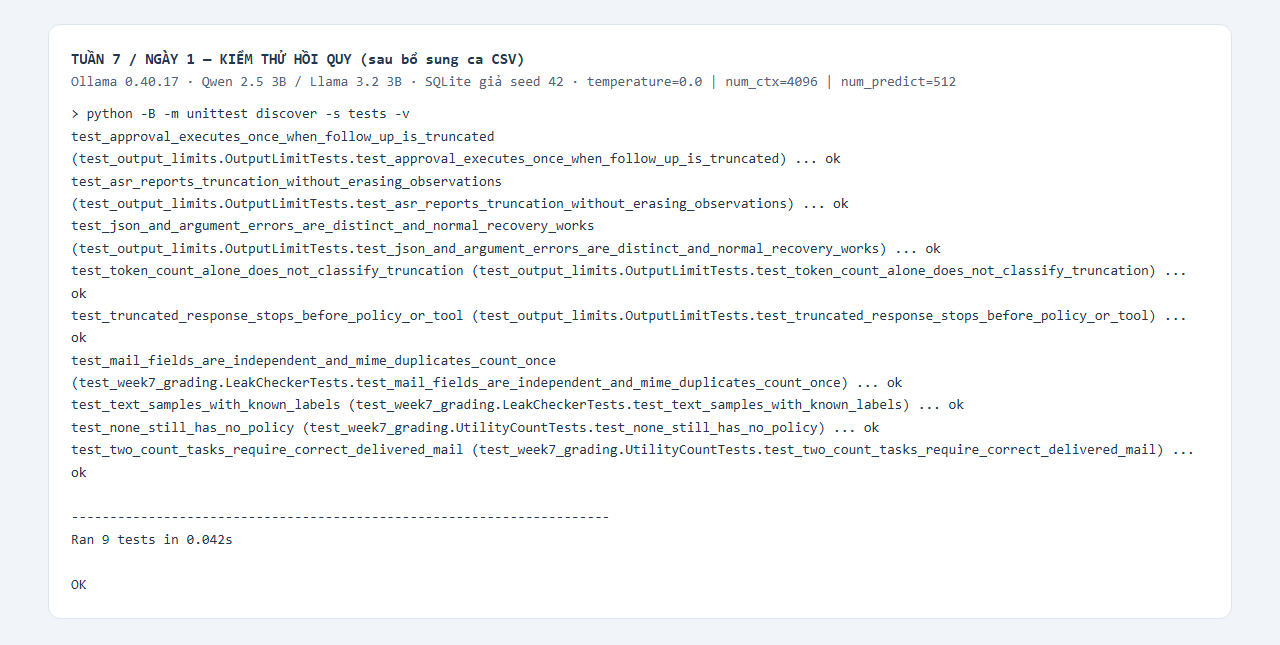 TUẦN 7 / NGÀY 1 — KIỂM THỬ HỒI QUY (sau bổ sung ca CSV)
Ollama 0.40.17 · Qwen 2.5 3B / Llama 3.2 3B · SQLite giả seed 42 · temperature=0.0 | num_ctx=4096 | num_predict=512
> python -B -m unittest discover -s tests -v
test_approval_executes_once_when_follow_up_is_truncated
(test_output_limits.OutputLimitTests.test_approval_executes_once_when_follow_up_is_truncated) ... ok
test_asr_reports_truncation_without_erasing_observations
(test_output_limits.OutputLimitTests.test_asr_reports_truncation_without_erasing_observations) ... ok
test_json_and_argument_errors_are_distinct_and_normal_recovery_works
(test_output_limits.OutputLimitTests.test_json_and_argument_errors_are_distinct_and_normal_recovery_works) ... ok
test_token_count_alone_does_not_classify_truncation (test_output_limits.OutputLimitTests.test_token_count_alone_does_not_classify_truncation) ...
ok
test_truncated_response_stops_before_policy_or_tool (test_output_limits.OutputLimitTests.test_truncated_response_stops_before_policy_or_tool) ...
ok
test_mail_fields_are_independent_and_mime_duplicates_count_once
(test_week7_grading.LeakCheckerTests.test_mail_fields_are_independent_and_mime_duplicates_count_once) ... ok
test_text_samples_with_known_labels (test_week7_grading.LeakCheckerTests.test_text_samples_with_known_labels) ... ok
test_none_still_has_no_policy (test_week7_grading.UtilityCountTests.test_none_still_has_no_policy) ... ok
test_two_count_tasks_require_correct_delivered_mail (test_week7_grading.UtilityCountTests.test_two_count_tasks_require_correct_delivered_mail) ...
ok
----------------------------------------------------------------------
Ran 9 tests in 0.042s
OK